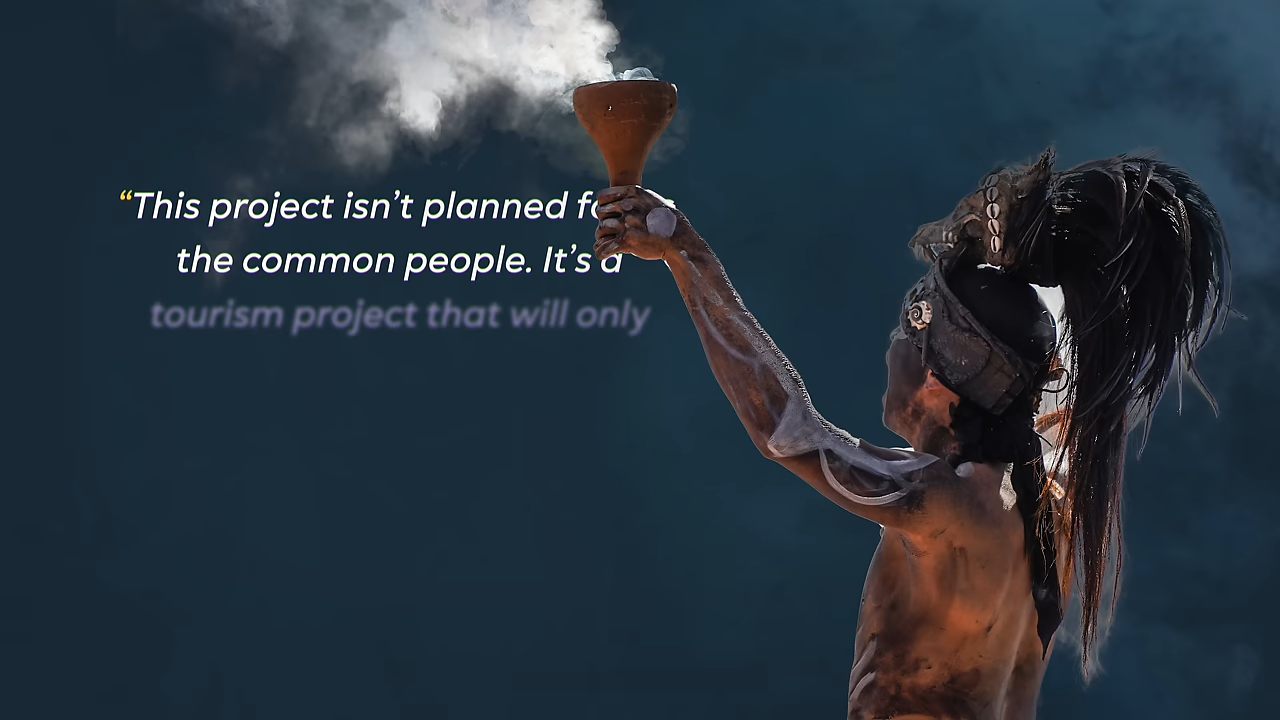 “This project isn’t planned
the common people. It’s a
tourism project that will only